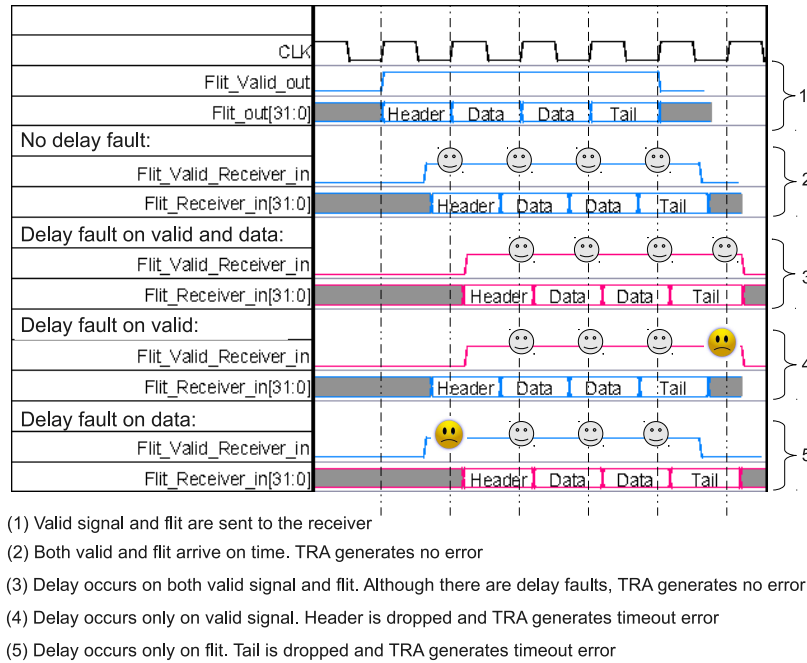 CLK
Flit_Valid_out
Flit_out[31:0]
Header Data Data Tail
1
No delay fault:
Flit_Valid_Receiver_in
Flit_Receiver_in[31:0]
Header Data Data Tail
2
Delay fault on valid and data:
Flit_Valid_Receiver_in
Flit_Receiver_in[31:0]
Header Data Data Tail
3
Delay fault on valid:
Flit_Valid_Receiver_in
Flit_Receiver_in[31:0]
Header Data Data Tail
4
Delay fault on data:
Flit_Valid_Receiver_in
Flit_Receiver_in[31:0]
Header Data Data Tail
5
(1) Valid signal and flit are sent to the receiver
(2) Both valid and flit arrive on time. TRA generates no error
(3) Delay occurs on both valid signal and flit. Although there are delay faults, TRA generates no error
(4) Delay occurs only on valid signal. Header is dropped and TRA generates timeout error
(5) Delay occurs only on flit. Tail is dropped and TRA generates timeout error